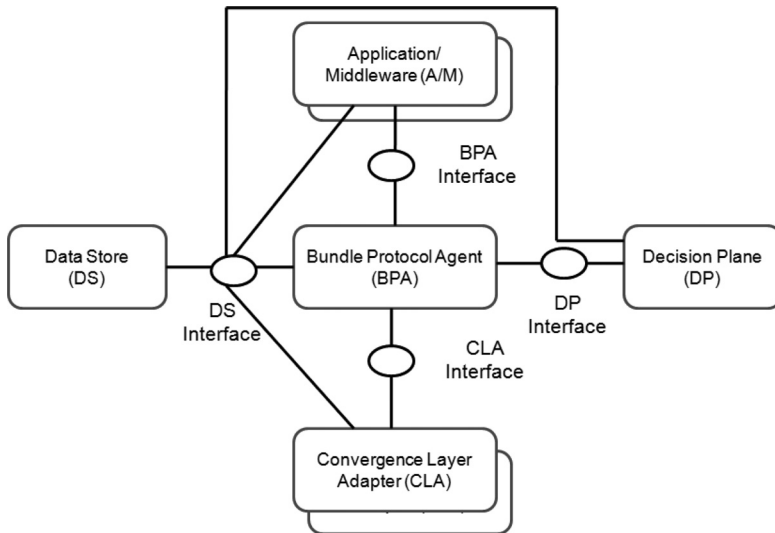 Application/
Middleware (A/M)
BPA
Interface
Data Store
(DS)
Bundle Protocol Agent
(BPA)
Decision Plane
(DP)
DS
Interface
DP
Interface
CLA
Interface
Convergence Layer
Adapter (CLA)